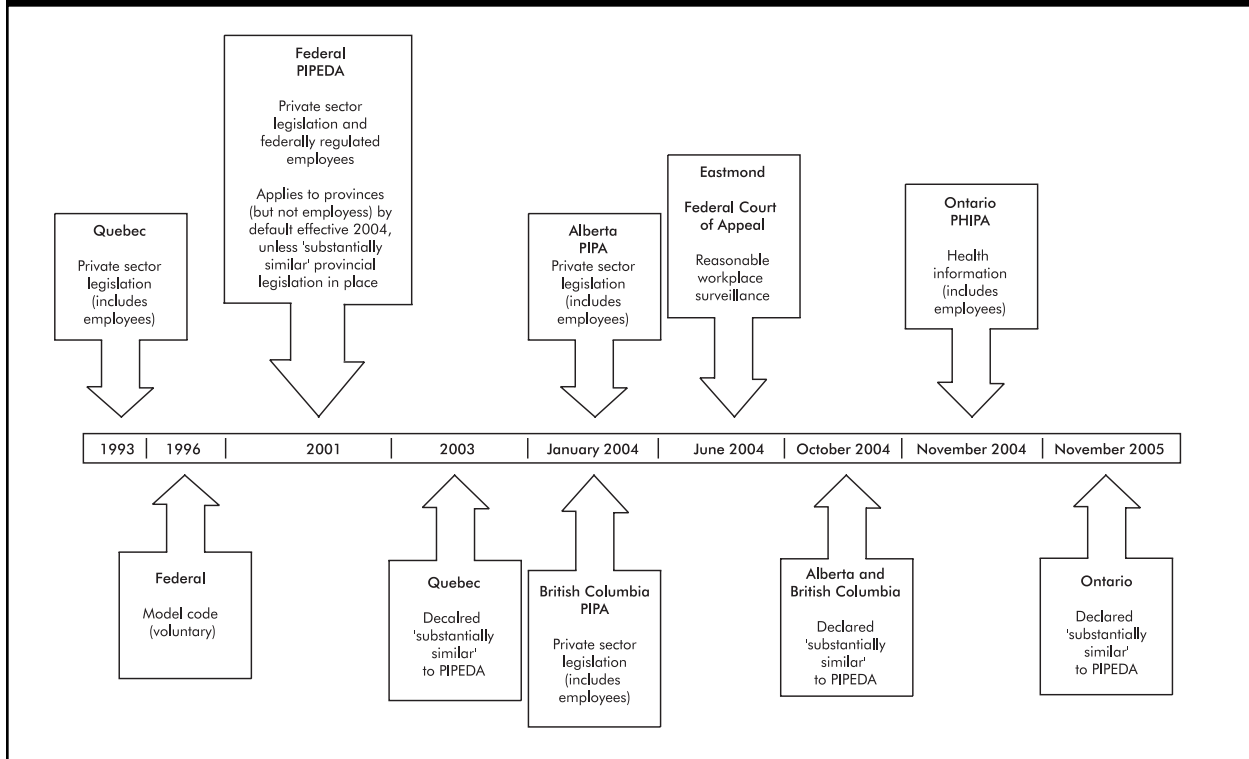 Federal
PIPEDA
Private sector
legislation and
federally regulated
employees
Applies to provinces
(but not employess) by
default effective 2004,
unless 'substantially
similar' provincial
legislation in place
Quebec
Private sector
legislation
(includes
employees)
Alberta
PIPA
Private sector
legislation
(includes
employees)
Eastmond
Federal Court
of Appeal
Reasonable
workplace
surveillance
Ontario
PHIPA
Health
information
(includes
employees)
1993 | 1996 | 2001 | 2003 | January 2004 | June 2004 | October 2004 | November 2004 | November 2005
Federal
Model code
(voluntary)
Quebec
Decalred
'substantially
similar'
to PIPEDA
British Columbia
PIPA
Private sector
legislation
(includes
employees)
Alberta and
British Columbia
Declared
'substantially
similar'
to PIPEDA
Ontario
Declared
'substantially
similar'
to PIPEDA